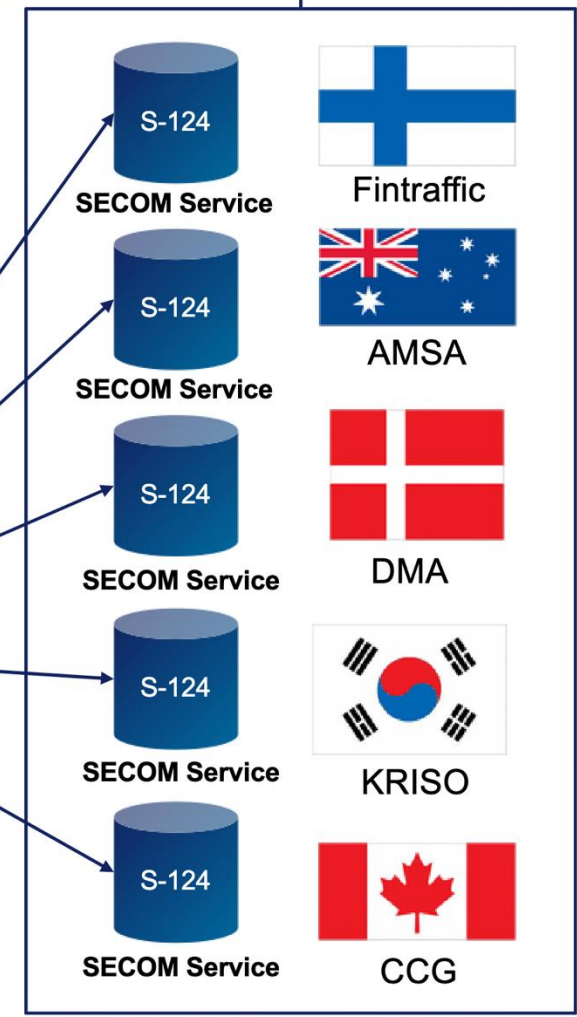 S-124
SECOM Service
Fintraffic
S-124
SECOM Service
AMSA
S-124
SECOM Service
DMA
S-124
SECOM Service
KRISO
S-124
SECOM Service
CCG